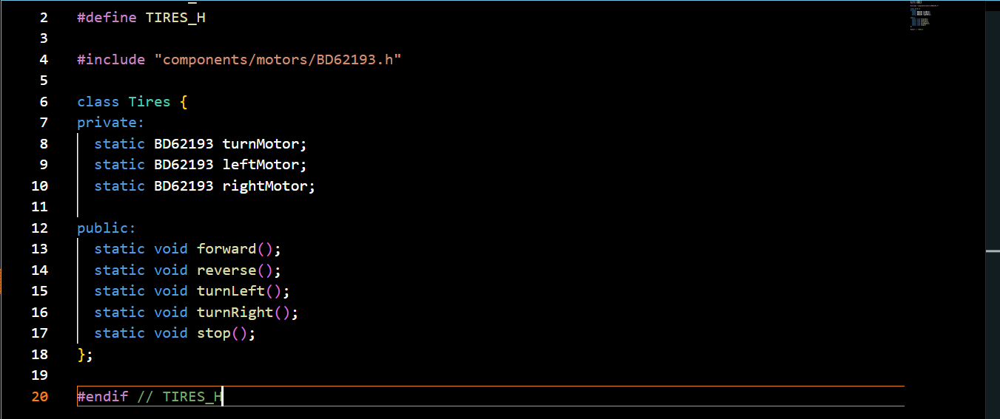 2 #define TIRES_H
3
4 #include "components/motors/BD62193.h"
5
6 class Tires {
7 private:
8 static BD62193 turnMotor;
9 static BD62193 leftMotor;
10 static BD62193 rightMotor;
11
12 public:
13 static void forward();
14 static void reverse();
15 static void turnLeft();
16 static void turnRight();
17 static void stop();
18 };
19
20 #endif // TIRES_H